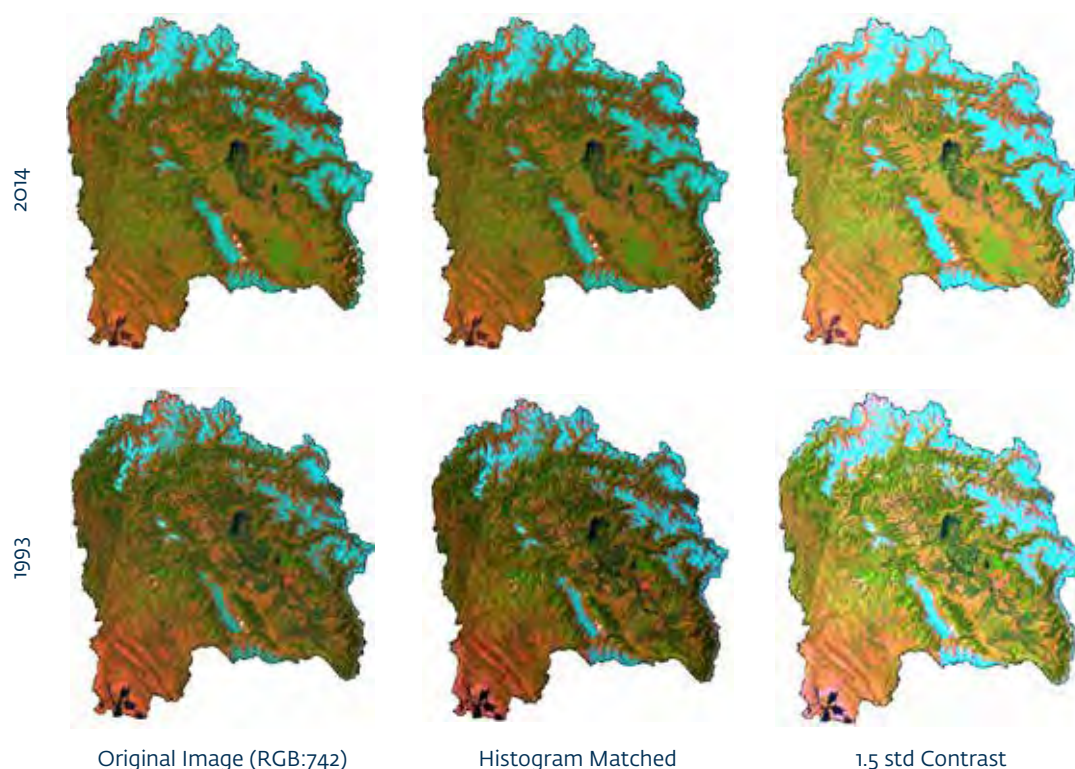 2014
1993
Original Image (RGB:742)
Histogram Matched
1.5 std Contrast